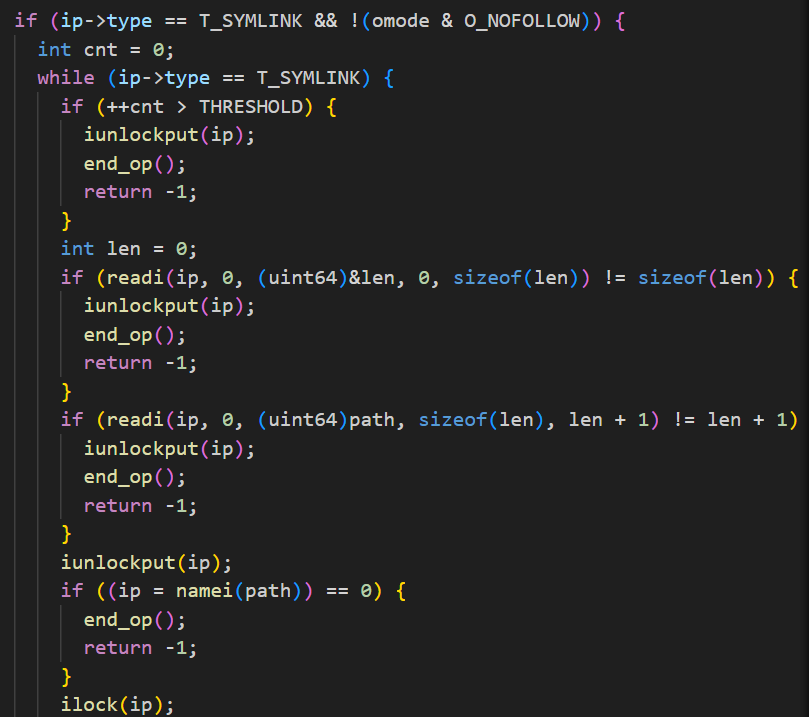 if (ip->type == T_SYMLINK && !(omode & O_NOFOLLOW)) {
  int cnt = 0;
  while (ip->type == T_SYMLINK) {
    if (++cnt > THRESHOLD) {
      iunlockput(ip);
      end_op();
      return -1;
    }
    int len = 0;
    if (readi(ip, 0, (uint64)&len, 0, sizeof(len)) != sizeof(len)) {
      iunlockput(ip);
      end_op();
      return -1;
    }
    if (readi(ip, 0, (uint64)path, sizeof(len), len + 1) != len + 1)
      iunlockput(ip);
      end_op();
      return -1;
    }
    iunlockput(ip);
    if ((ip = namei(path)) == 0) {
      end_op();
      return -1;
    }
    ilock(ip);